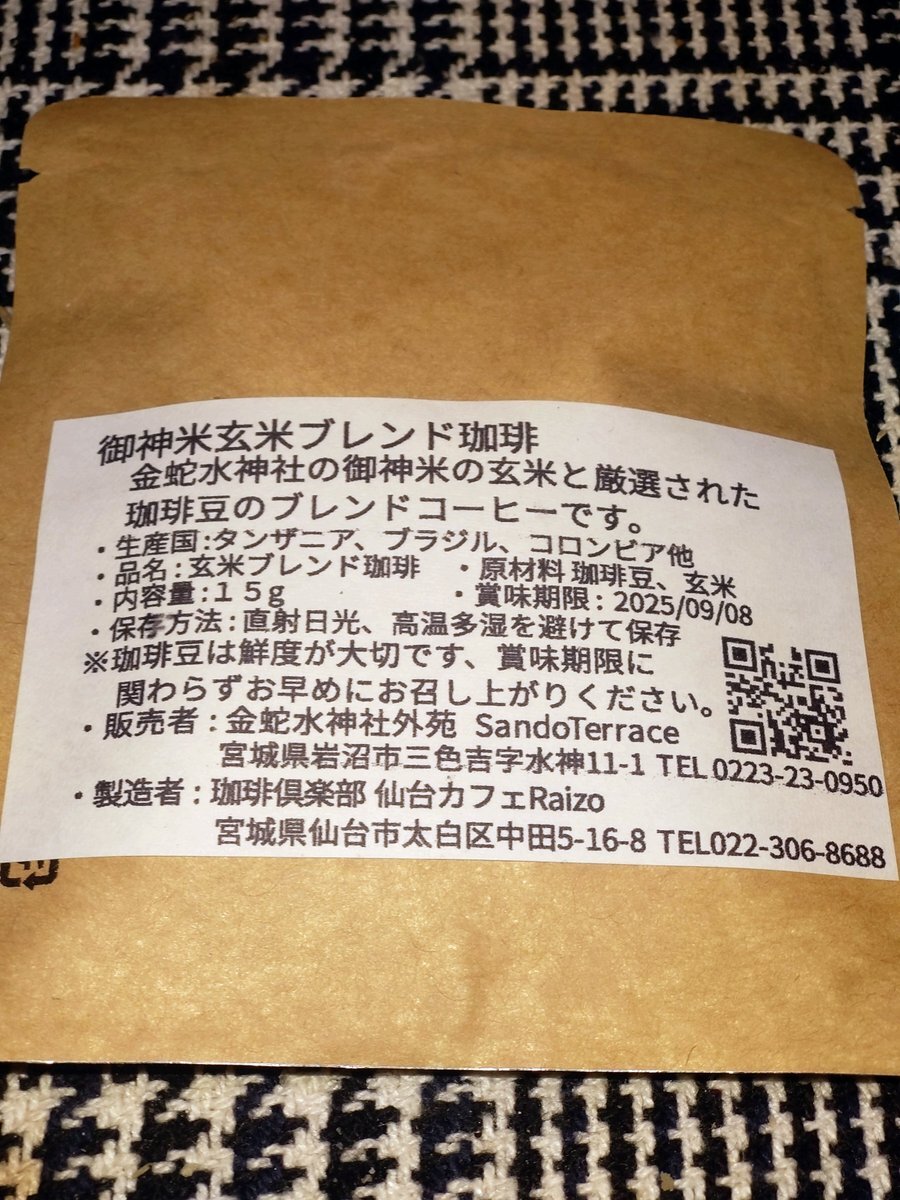 御神米玄米ブレンド珈琲
金蛇水神社の御神米の玄米と厳選された
珈琲豆のブレンドコーヒーです。
・生産国:タンザニア、ブラジル、コロンビア他
・品名:玄米ブレンド珈琲 ・原材料 珈琲豆、玄米
・内容量:１５g ・賞味期限: 2025/09/08
・保存方法:直射日光、高温多湿を避けて保存
※珈琲豆は鮮度が大切です、賞味期限に
関わらずお早めにお召し上がりください。
・販売者:金蛇水神社外苑 SandoTerrace
宮城県岩沼市三色吉字水神11-1 TEL 0223-23-0950
・製造者:珈琲倶楽部 仙台カフェRaizo
宮城県仙台市太白区中田5-16-8 TEL022-306-8688